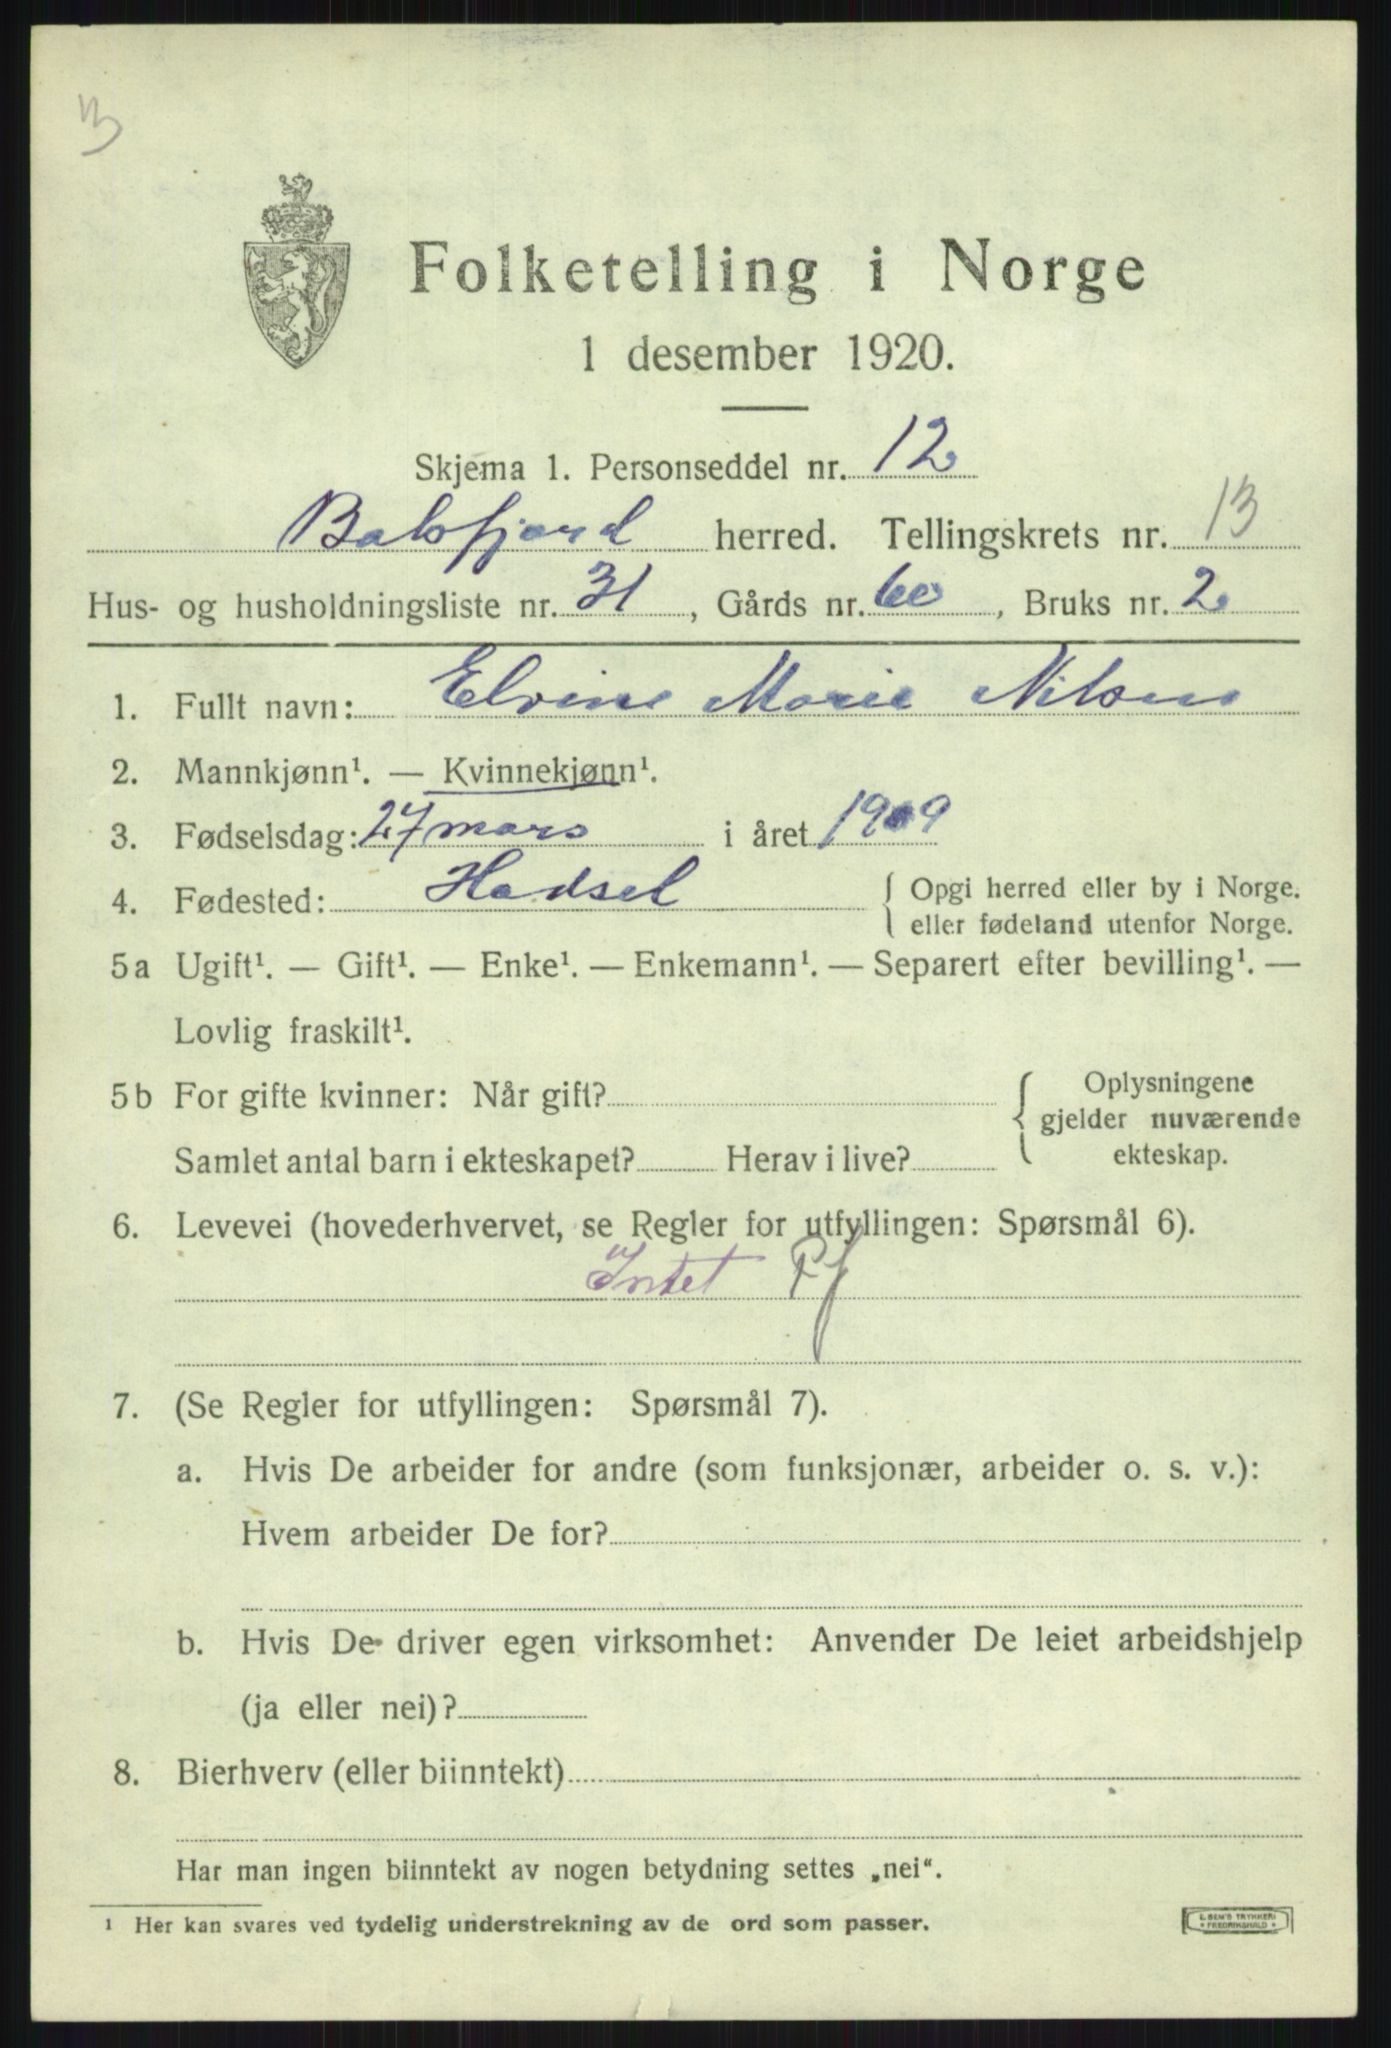 Folketelling i Norge
1 desember 1920.
Skjema 1. Personseddel nr. 12
Balsfjord herred. Tellingskrets nr. 13
Hus- og husholdningsliste nr. 31, Gårds nr. 60, Bruks nr. 2
1. Fullt navn: Elvine Marie Nilsen
2. Mannkjønn¹. — Kvinnekjønn¹.
3. Fødselsdag: 27 mars i året 1909
4. Fødested: Hadsel { Opgi herred eller by i Norge.
eller fødeland utenfor Norge.
5a Ugift¹. — Gift¹. — Enke¹. — Enkemann¹. — Separert efter bevilling¹. —
Lovlig fraskilt¹.
5b For gifte kvinner: Når gift? { Oplysningene
gjelder nuværende
Samlet antal barn i ekteskapet? Herav i live? ekteskap.
6. Levevei (hovederhvervet, se Regler for utfyllingen: Spørsmål 6).
Intet Pf
7. (Se Regler for utfyllingen: Spørsmål 7).
a. Hvis De arbeider for andre (som funksjonær, arbeider o. s. v.):
Hvem arbeider De for?
b. Hvis De driver egen virksomhet: Anvender De leiet arbeidshjelp
(ja eller nei)?
8. Bierhverv (eller biinntekt)
Har man ingen biinntekt av nogen betydning settes „nei“.
¹ Her kan svares ved tydelig understrekning av de ord som passer.
E. SEM'S TRYKKERI
• FREDRIKSHALD •